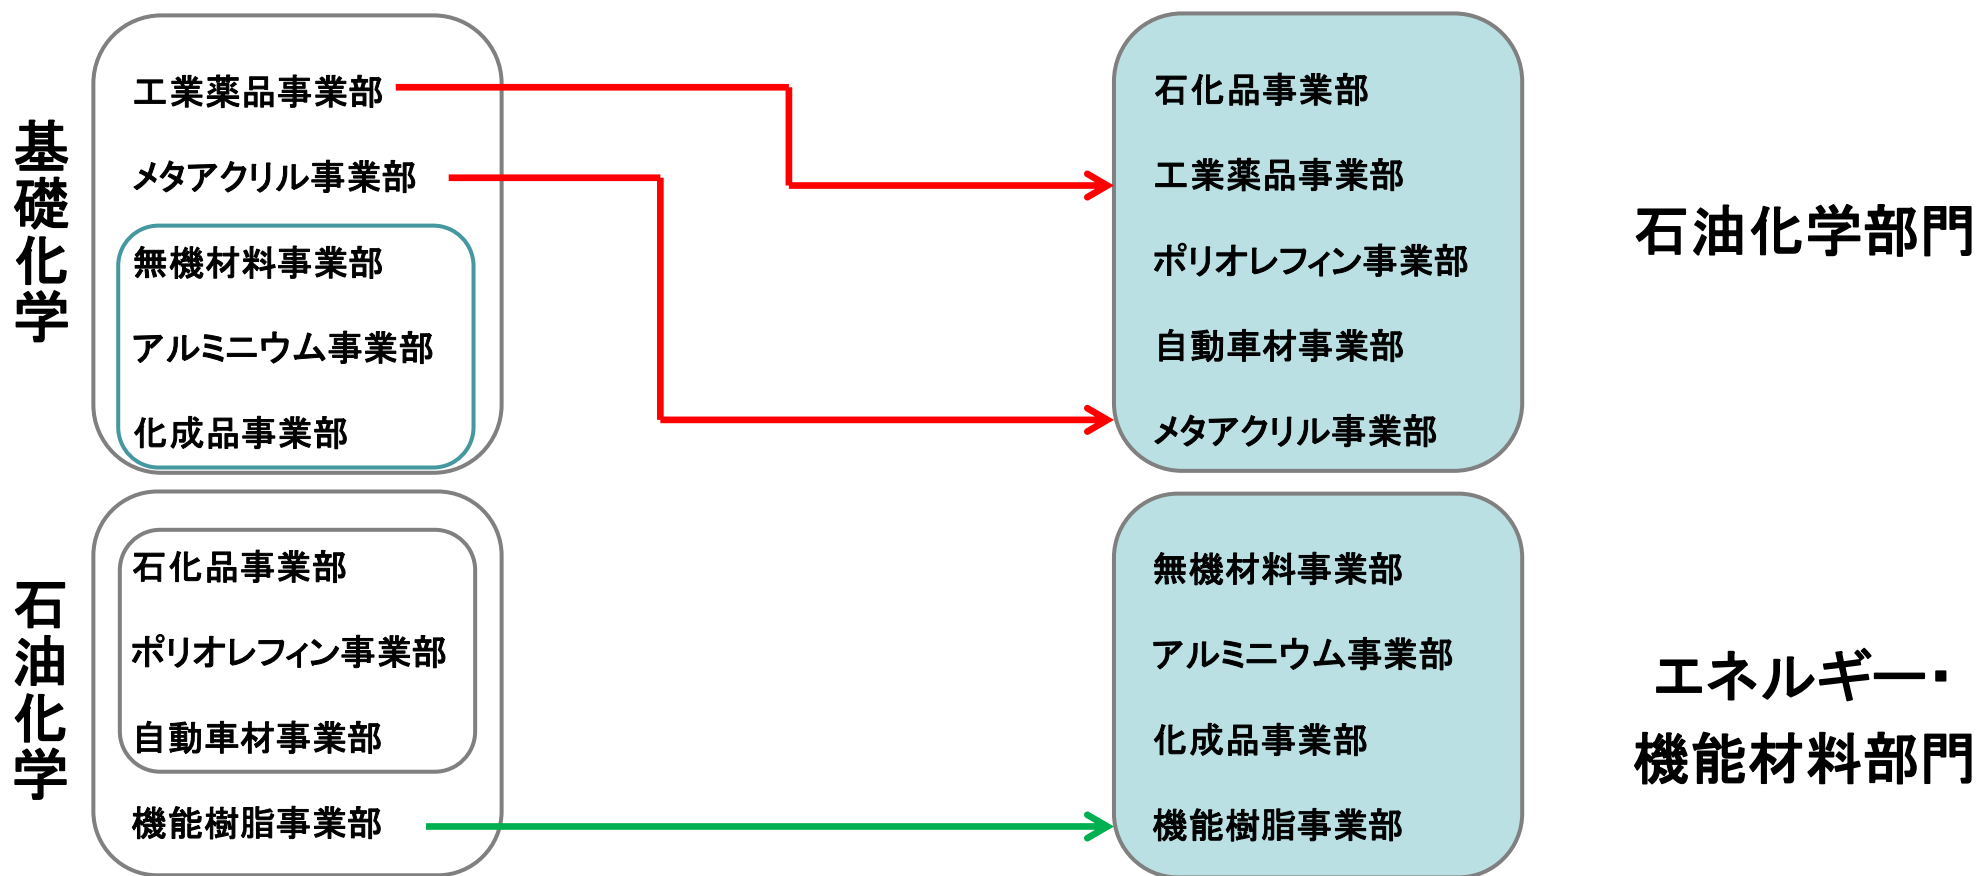 基礎化学
工業薬品事業部
メタアクリル事業部
無機材料事業部
アルミニウム事業部
化成品事業部
石油化学
石化品事業部
ポリオレフィン事業部
自動車材事業部
機能樹脂事業部
石化品事業部
工業薬品事業部
ポリオレフィン事業部
自動車材事業部
メタアクリル事業部
石油化学部門
無機材料事業部
アルミニウム事業部
化成品事業部
機能樹脂事業部
エネルギー・
機能材料部門